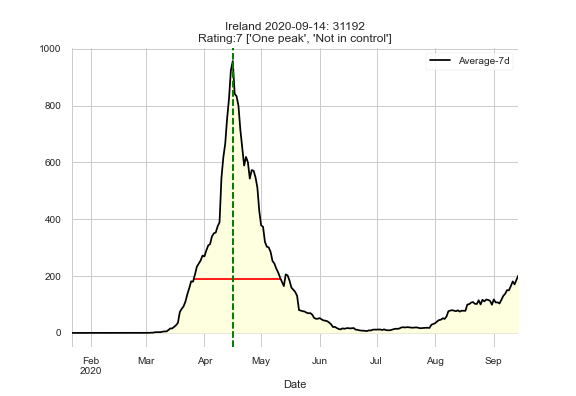 Ireland 2020-09-14: 31192
Rating:7 ['One peak', 'Not in control']
Average-7d
1000
800
600
400
200
0
Feb
2020
Mar
Apr
May
Jun
Jul
Aug
Sep
Date